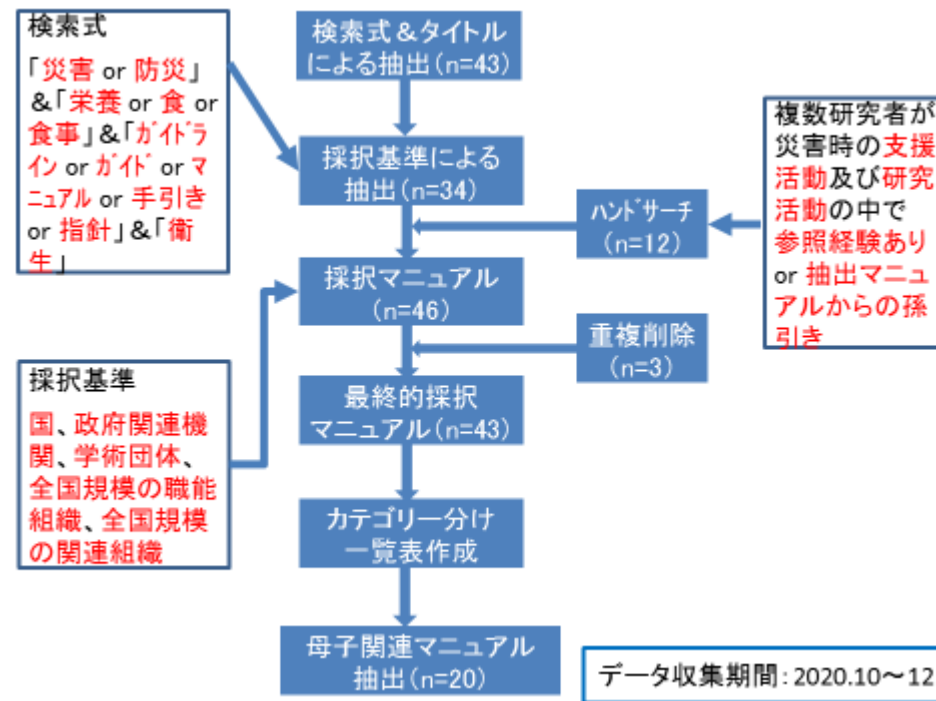 検索式
「災害 or 防災」
&「栄養 or 食 or
食事」&「ｶﾞｲﾄﾞﾗ
ｲﾝ or ｶﾞｲﾄﾞ or マ
ﾆｭｱﾙ or 手引き
or 指針」&「衛
生」
検索式＆タイトル
による抽出（n=43）
採択基準による
抽出（n=34）
ﾊﾝﾄﾞｻｰﾁ
（n=12）
複数研究者が
災害時の支援
活動及び研究
活動の中で
参照経験あり
or 抽出マニュ
アルからの孫
引き
採択マニュアル
（n=46）
重複削除
（n=3）
採択基準
国、政府関連機
関、学術団体、
全国規模の職能
組織、全国規模
の関連組織
最終的採択
マニュアル（n=43）
カテゴリー分け
一覧表作成
母子関連マニュアル
抽出（n=20）
データ収集期間：2020.10～12